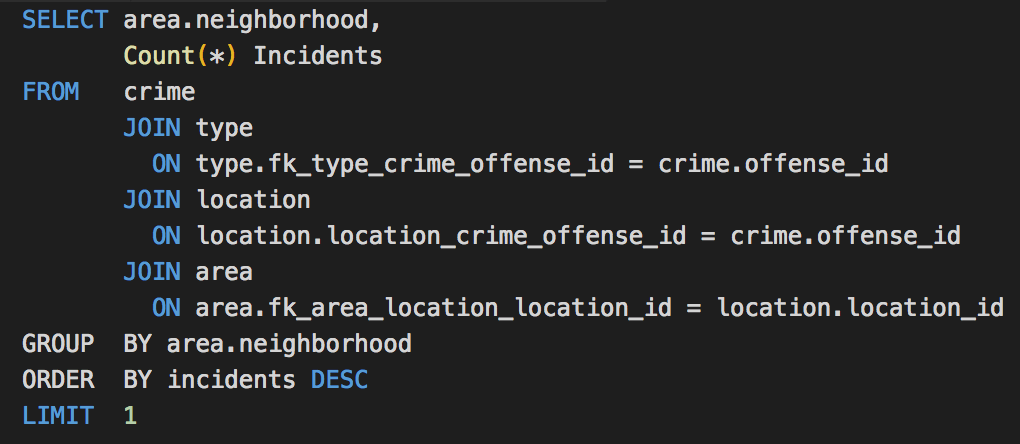 SELECT area.neighborhood,
       Count(*) Incidents
FROM   crime
       JOIN type
         ON type.fk_type_crime_offense_id = crime.offense_id
       JOIN location
         ON location.location_crime_offense_id = crime.offense_id
       JOIN area
         ON area.fk_area_location_location_id = location.location_id
GROUP  BY area.neighborhood
ORDER  BY incidents DESC
LIMIT  1